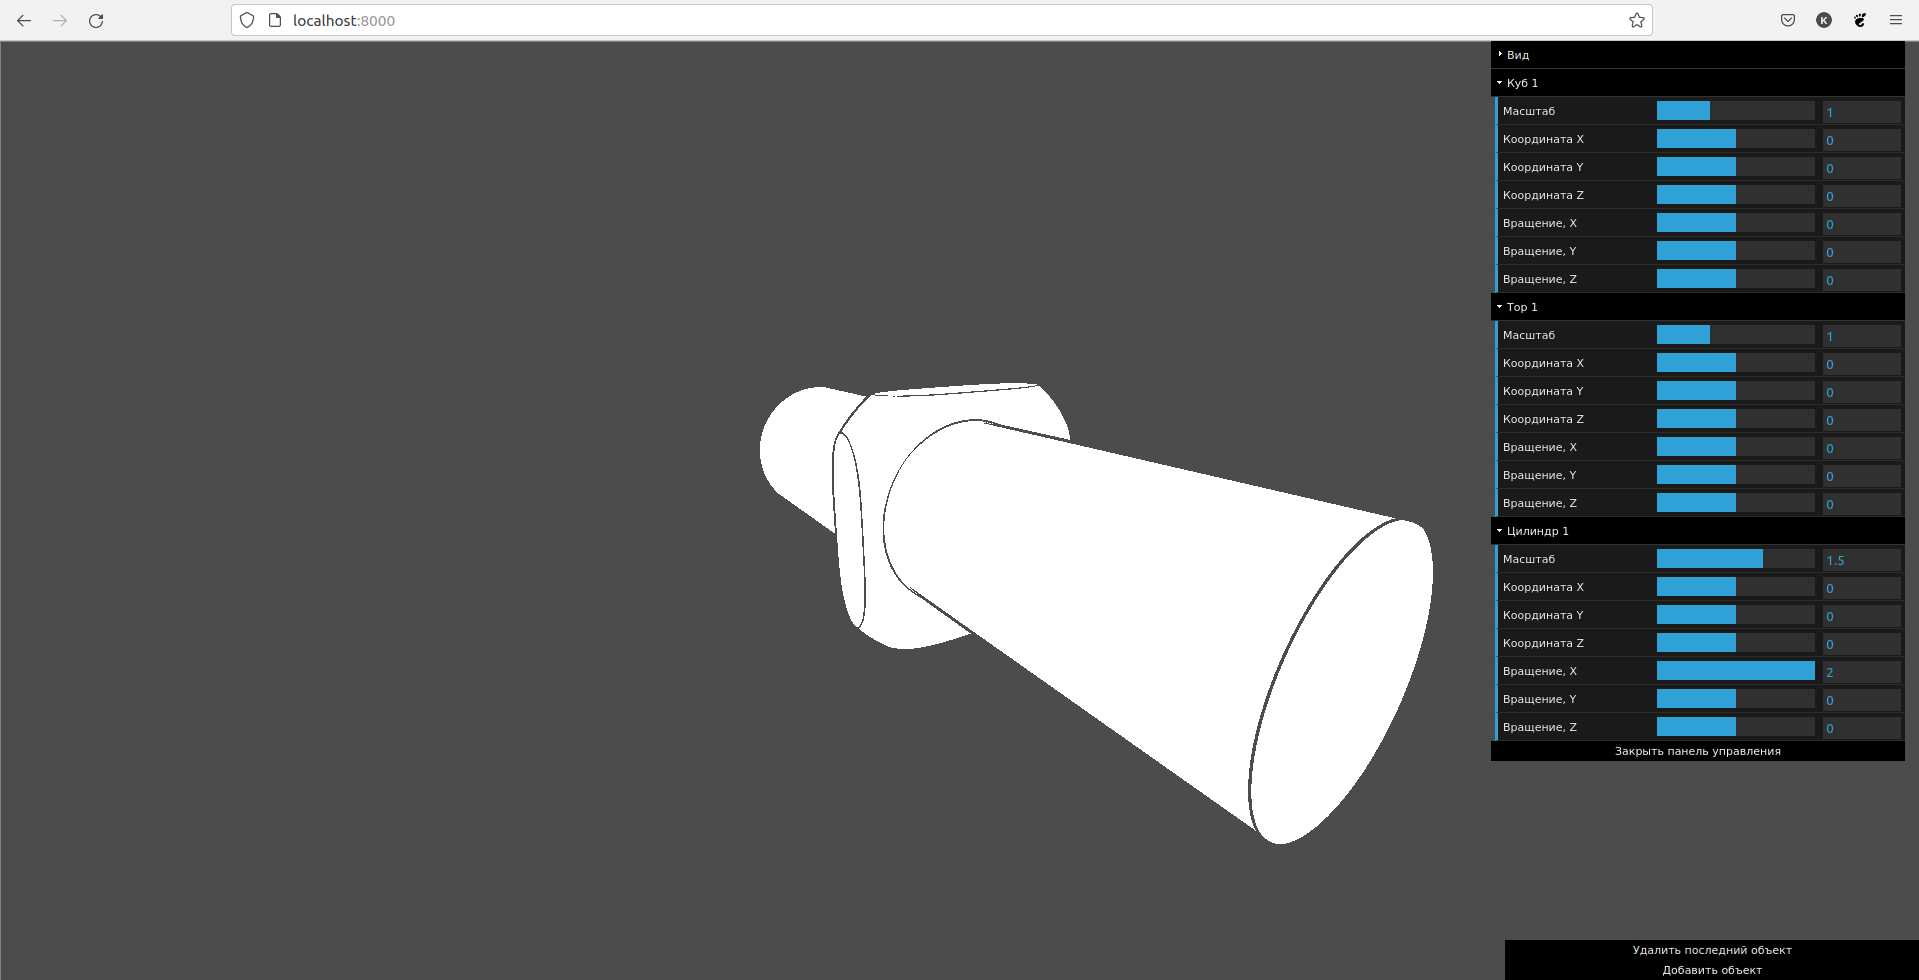 localhost:8000
K
Вид
Куб 1
Масштаб 1
Координата X 0
Координата Y 0
Координата Z 0
Вращение, X 0
Вращение, Y 0
Вращение, Z 0
Тор 1
Масштаб 1
Координата X 0
Координата Y 0
Координата Z 0
Вращение, X 0
Вращение, Y 0
Вращение, Z 0
Цилиндр 1
Масштаб 1.5
Координата X 0
Координата Y 0
Координата Z 0
Вращение, X 2
Вращение, Y 0
Вращение, Z 0
Закрыть панель управления
Удалить последний объект
Добавить объект